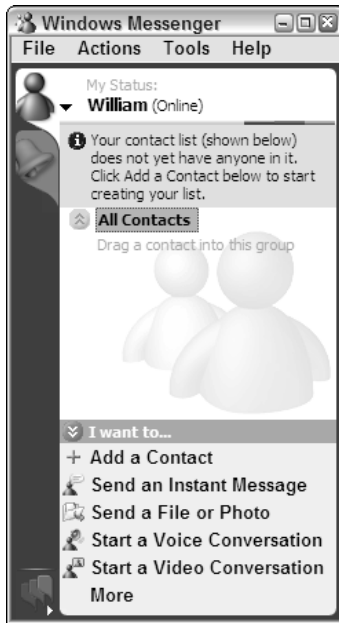 Windows Messenger
File Actions Tools Help
My Status:
William (Online)
Your contact list (shown below)
does not yet have anyone in it.
Click Add a Contact below to start
creating your list.
All Contacts
Drag a contact into this group
I want to...
Add a Contact
Send an Instant Message
Send a File or Photo
Start a Voice Conversation
Start a Video Conversation
More